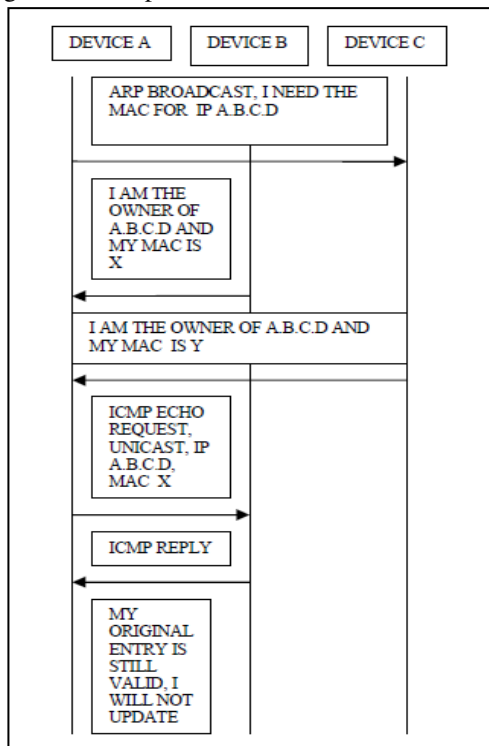 DEVICE A
DEVICE B
DEVICE C
ARP BROADCAST, I NEED THE
MAC FOR IP A.B.C.D
I AM THE
OWNER OF
A.B.C.D AND
MY MAC IS
X
I AM THE OWNER OF A.B.C.D AND
MY MAC IS Y
ICMP ECHO
REQUEST,
UNICAST, IP
A.B.C.D,
MAC X
ICMP REPLY
MY
ORIGINAL
ENTRY IS
STILL
VALID, I
WILL NOT
UPDATE